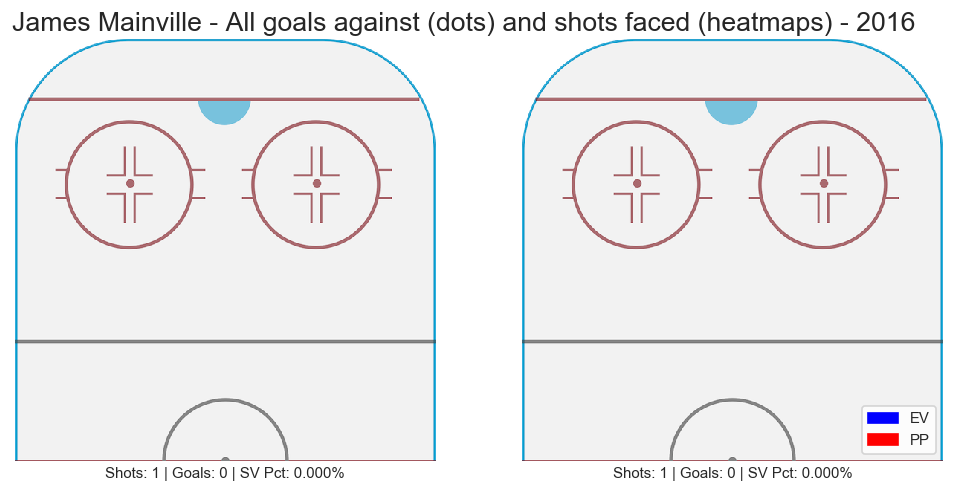 James Mainville - All goals against (dots) and shots faced (heatmaps) - 2016
EV
PP
Shots: 1 | Goals: 0 | SV Pct: 0.000%
Shots: 1 | Goals: 0 | SV Pct: 0.000%